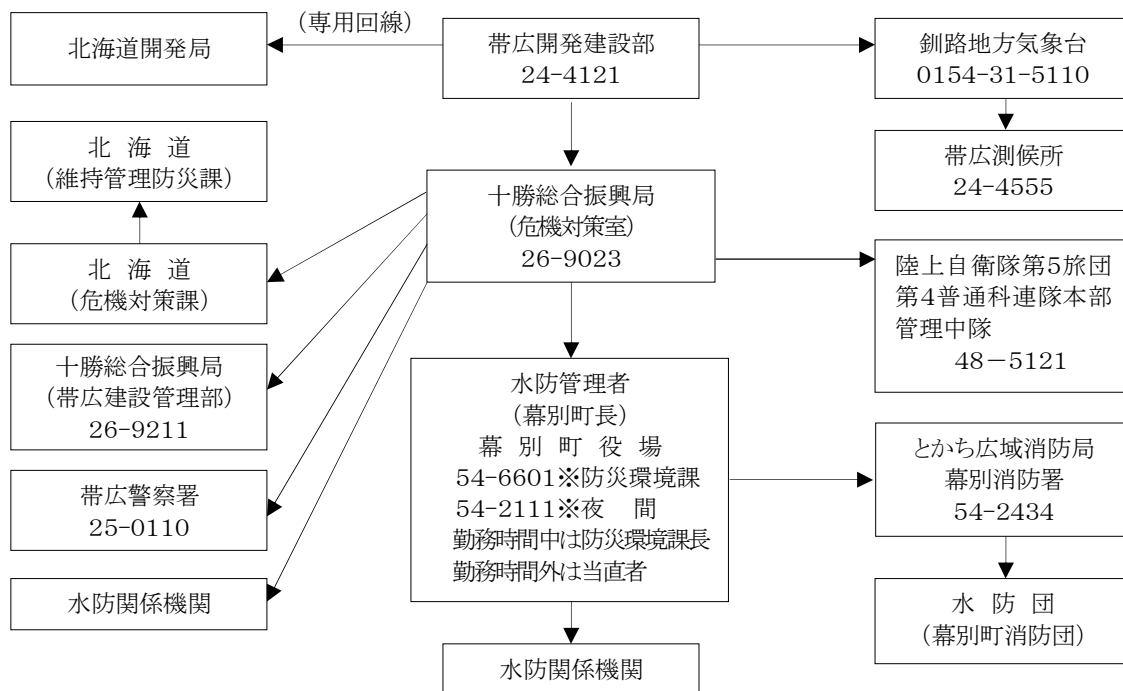 (専用回線)
北海道開発局
帯広開発建設部
24-4121
釧路地方気象台
0154-31-5110
北 海 道
(維持管理防災課)
帯広測候所
24-4555
十勝総合振興局
(危機対策室)
26-9023
北 海 道
(危機対策課)
陸上自衛隊第5旅団
第4普通科連隊本部
管理中隊
48-5121
十勝総合振興局
(帯広建設管理部)
26-9211
水防管理者
(幕別町長)
幕 別 町 役 場
54-6601※防災環境課
54-2111※夜 間
勤務時間中は防災環境課長
勤務時間外は当直者
とかち広域消防局
幕別消防署
54-2434
帯広警察署
25-0110
水防関係機関
水 防 団
(幕別町消防団)
水防関係機関